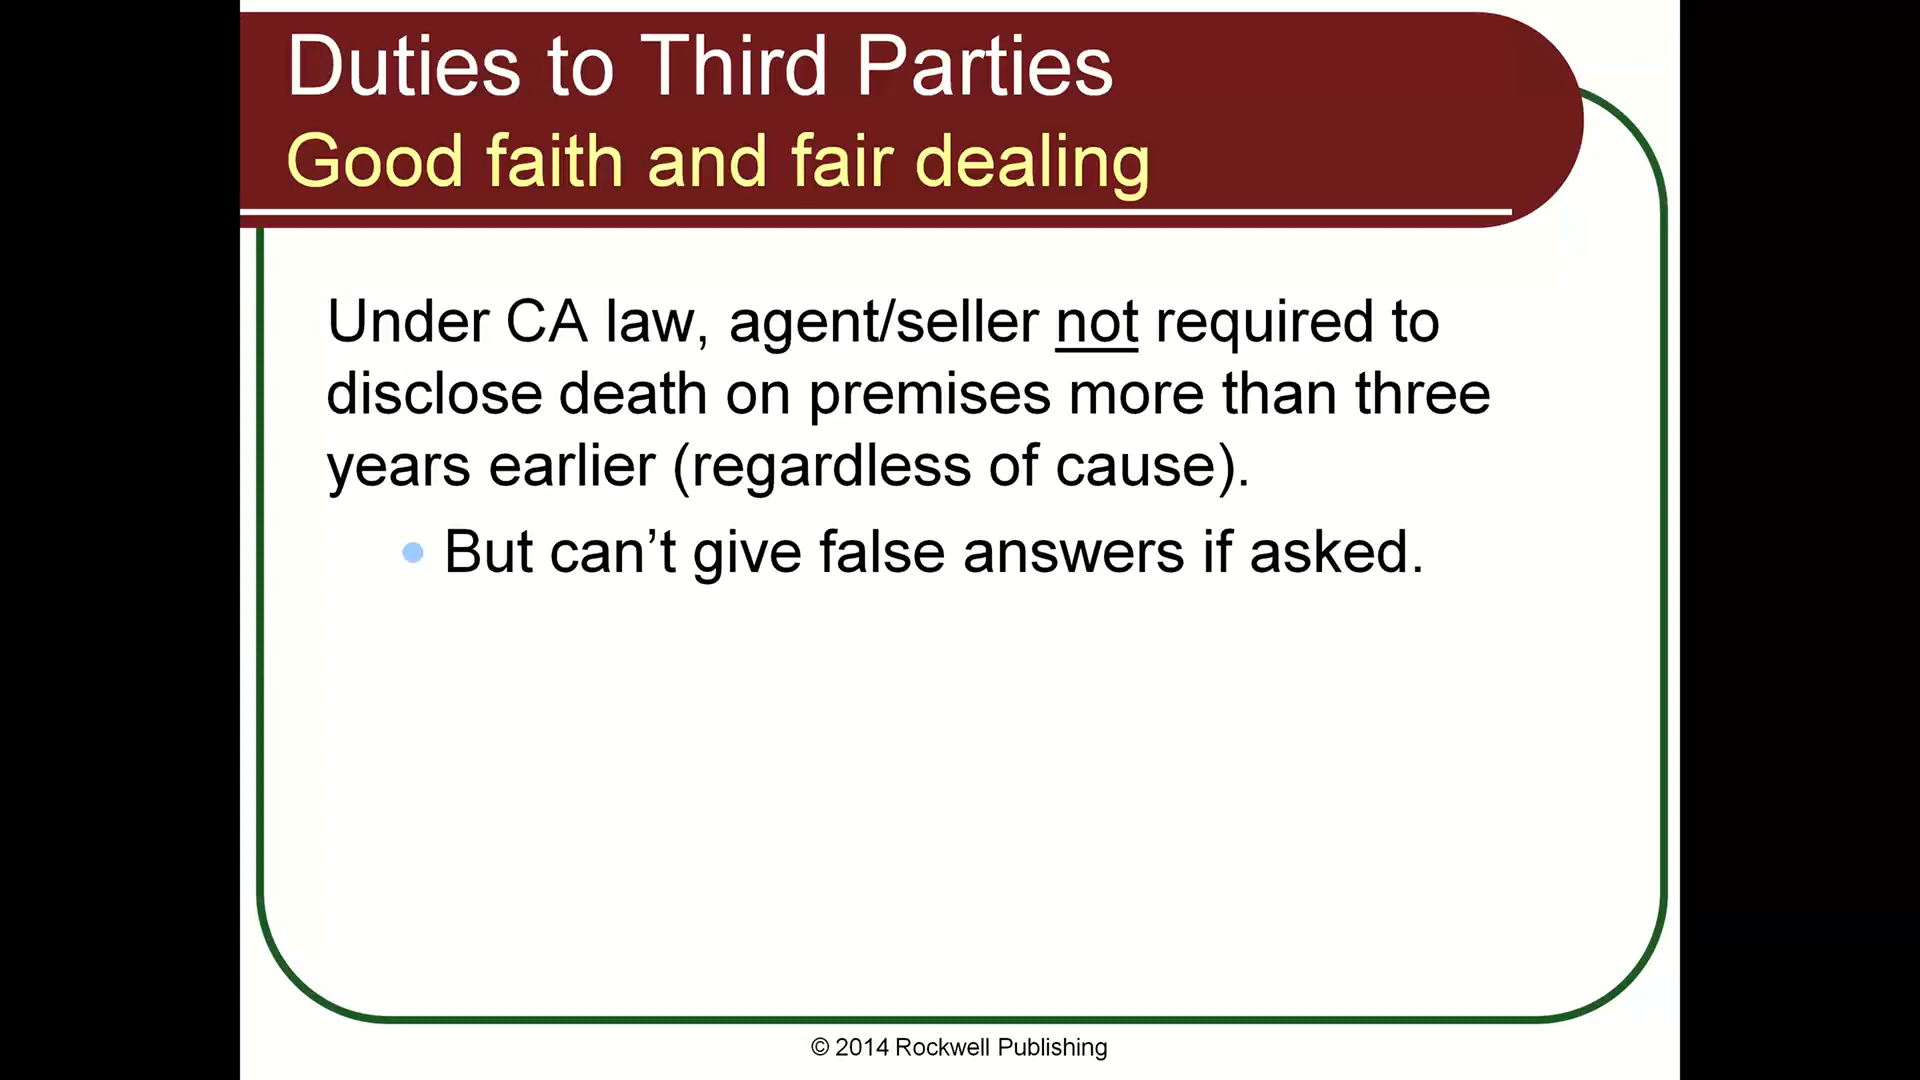 Duties to Third Parties
Good faith and fair dealing
Under CA law, agent/seller not required to
disclose death on premises more than three
years earlier (regardless of cause).
• But can’t give false answers if asked.
© 2014 Rockwell Publishing